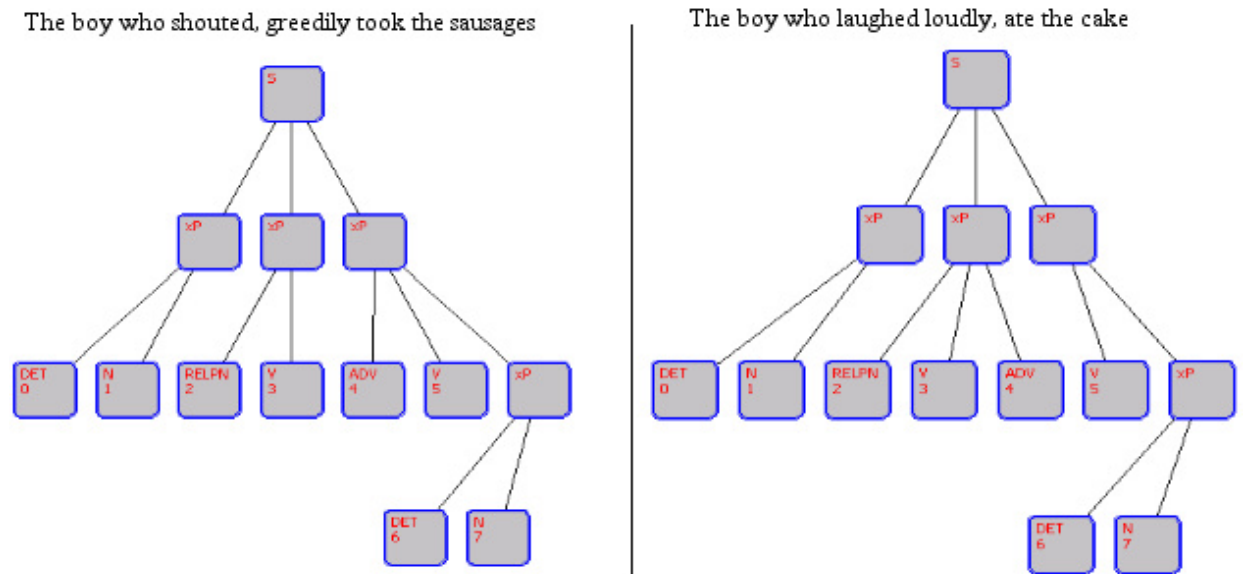 The boy who shouted, greedily took the sausages
S
xP xP xP
DET N RELPN V ADV V xP
0 1 2 3 4 5
DET N
6 7
The boy who laughed loudly, ate the cake
S
xP xP xP
DET N RELPN V ADV V xP
0 1 2 3 4 5
DET N
6 7